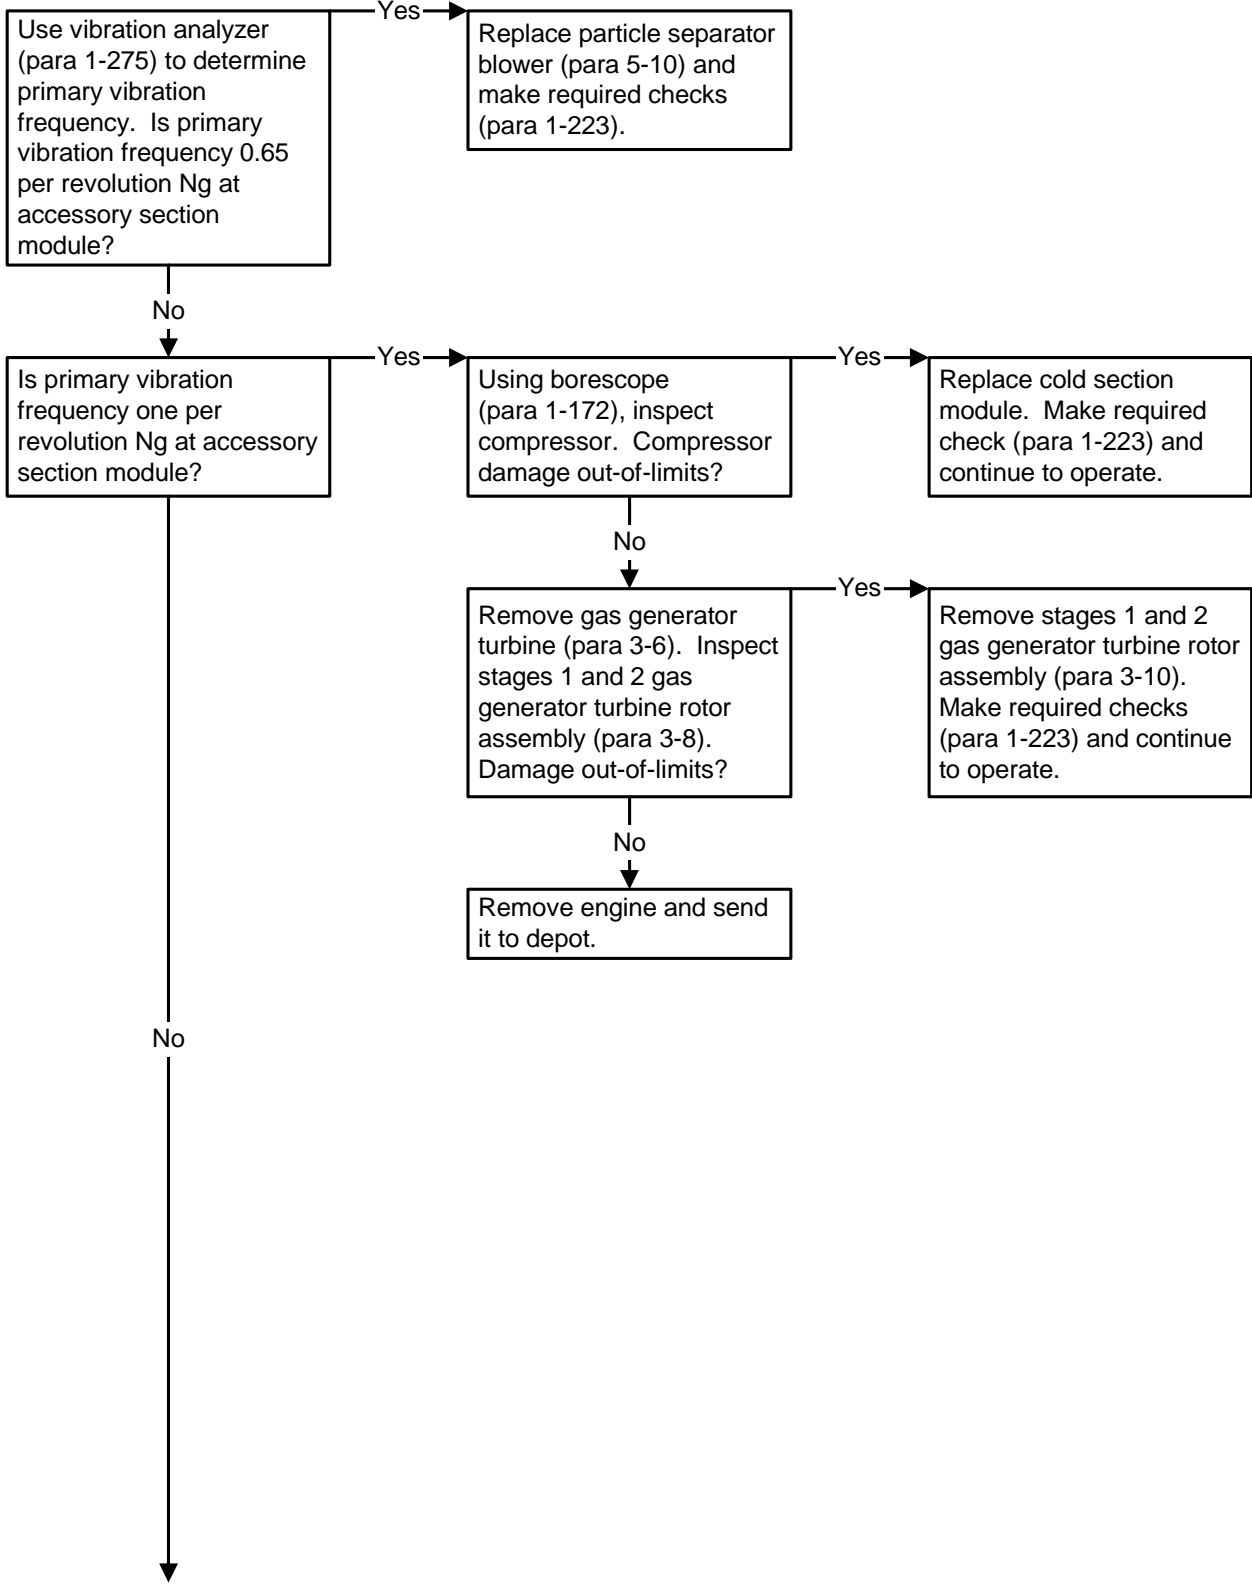 Yes
Use vibration analyzer
(para 1-275) to determine
primary vibration
frequency. Is primary
vibration frequency 0.65
per revolution Ng at
accessory section
module?
Replace particle separator
blower (para 5-10) and
make required checks
(para 1-223).
No
Yes
Yes
Is primary vibration
frequency one per
revolution Ng at accessory
section module?
Using borescope
(para 1-172), inspect
compressor. Compressor
damage out-of-limits?
Replace cold section
module. Make required
check (para 1-223) and
continue to operate.
No
Yes
Remove gas generator
turbine (para 3-6). Inspect
stages 1 and 2 gas
generator turbine rotor
assembly (para 3-8).
Damage out-of-limits?
Remove stages 1 and 2
gas generator turbine rotor
assembly (para 3-10).
Make required checks
(para 1-223) and continue
to operate.
No
Remove engine and send
it to depot.
No